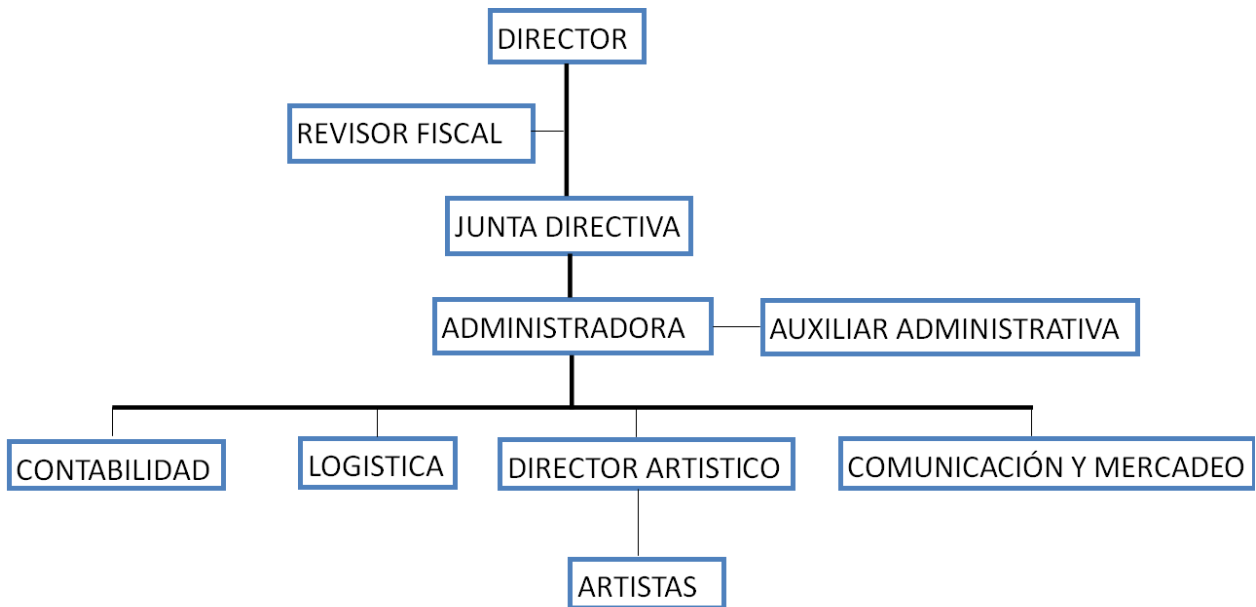 DIRECTOR
REVISOR FISCAL
JUNTA DIRECTIVA
ADMINISTRADORA
AUXILIAR ADMINISTRATIVA
CONTABILIDAD
LOGISTICA
DIRECTOR ARTISTICO
COMUNICACIÓN Y MERCADEO
ARTISTAS